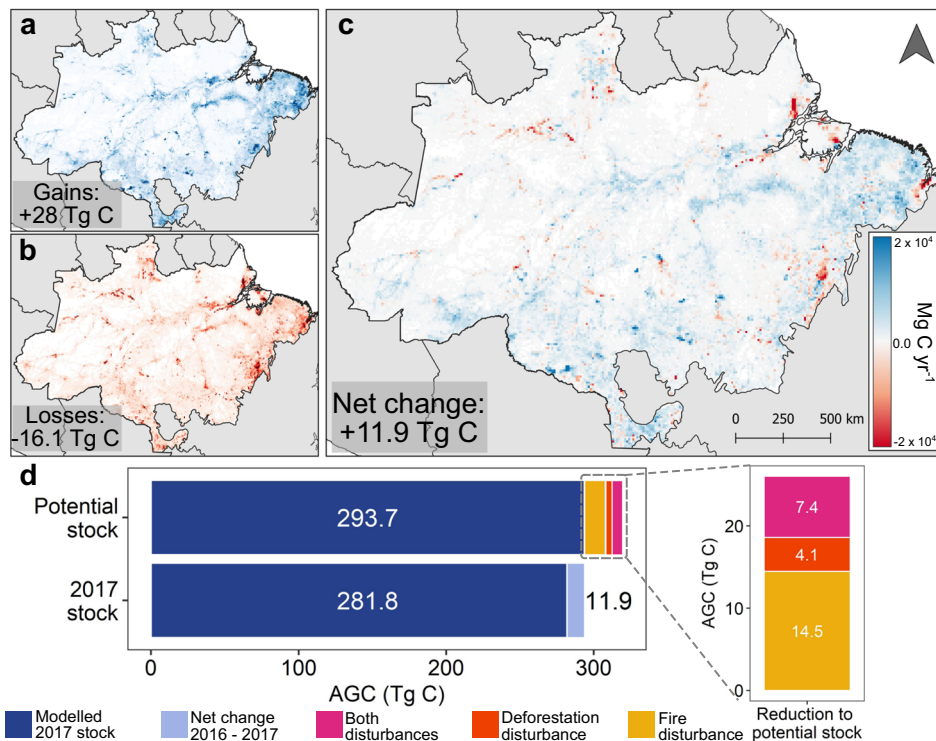 a
Gains:
+28 Tg C
b
Losses:
-16.1 Tg C
c
Net change:
+11.9 Tg C
0 250 500 km
2 x 10⁴
0.0
-2 x 10⁴
Mg C yr⁻¹
d
Potential
stock
293.7
2017
stock
281.8
11.9
0 100 200 300
AGC (Tg C)
20
10
0
AGC (Tg C)
7.4
4.1
14.5
Reduction to
potential stock
Modelled
2017 stock
Net change
2016 - 2017
Both
disturbances
Deforestation
disturbance
Fire
disturbance